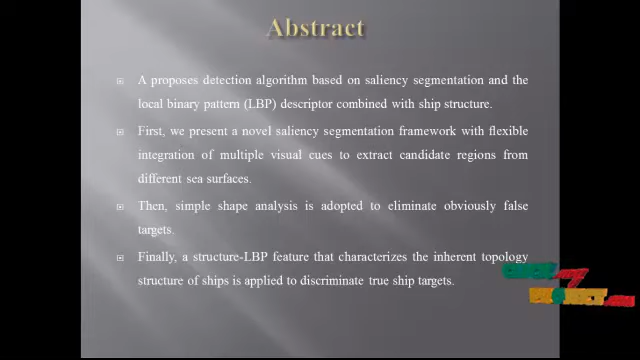 Abstract
A proposes detection algorithm based on saliency segmentation and the
local binary pattern (LBP) descriptor combined with ship structure.
First, we present a novel saliency segmentation framework with flexible
integration of multiple visual cues to extract candidate regions from
different sea surfaces.
Then, simple shape analysis is adopted to eliminate obviously false
targets.
Finally, a structure-LBP feature that characterizes the inherent topology
structure of ships is applied to discriminate true ship targets.